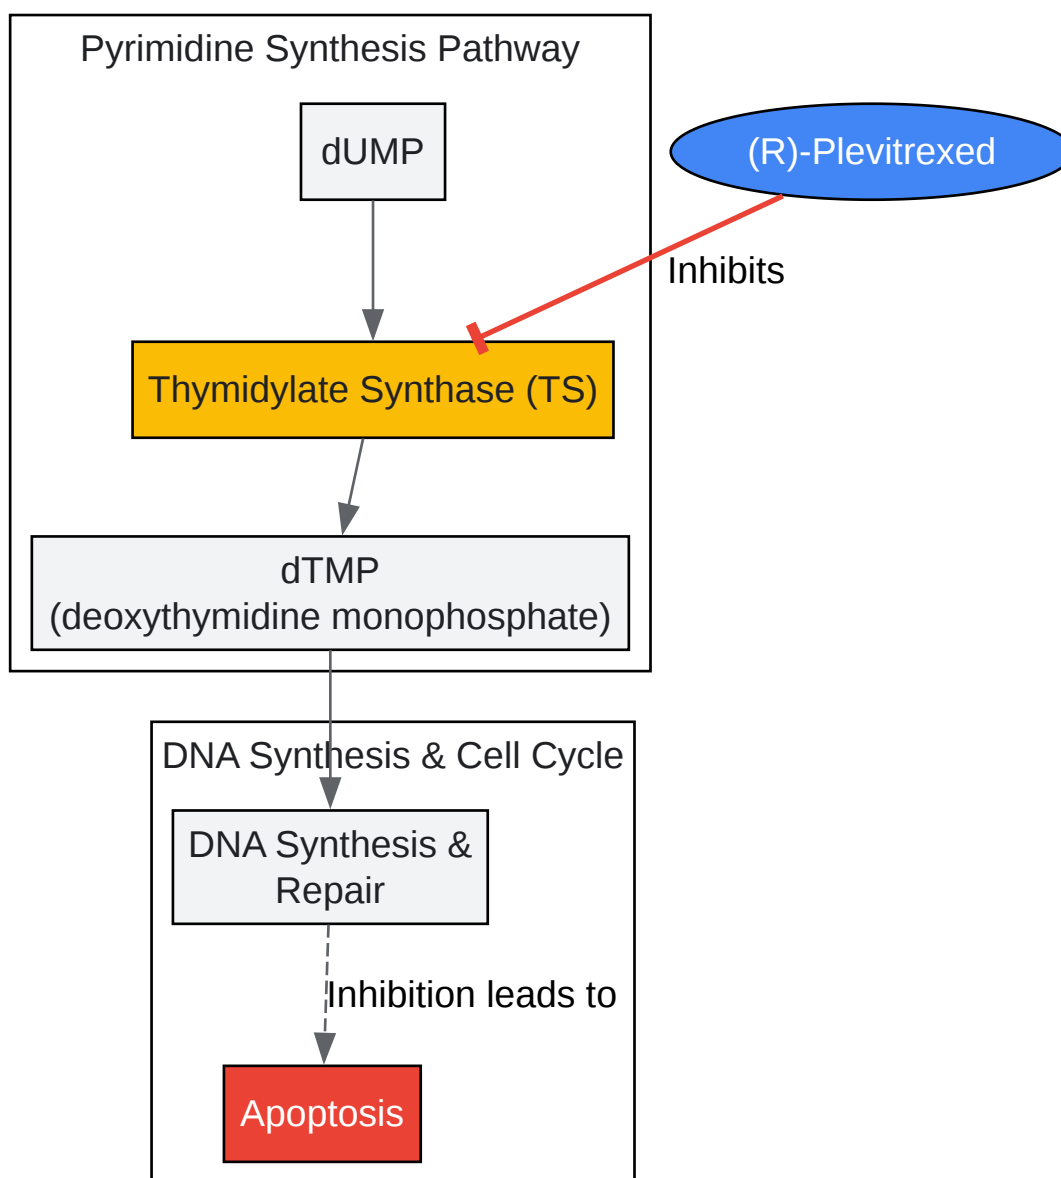 Pyrimidine Synthesis Pathway
dUMP
(R)-Plevitrexed
Inhibits
Thymidylate Synthase (TS)
dTMP
(deoxythymidine monophosphate)
DNA Synthesis & Cell Cycle
DNA Synthesis &
Repair
Inhibition leads to
Apoptosis